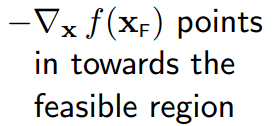 −∇ₓ f(x_F) points
in towards the
feasible region